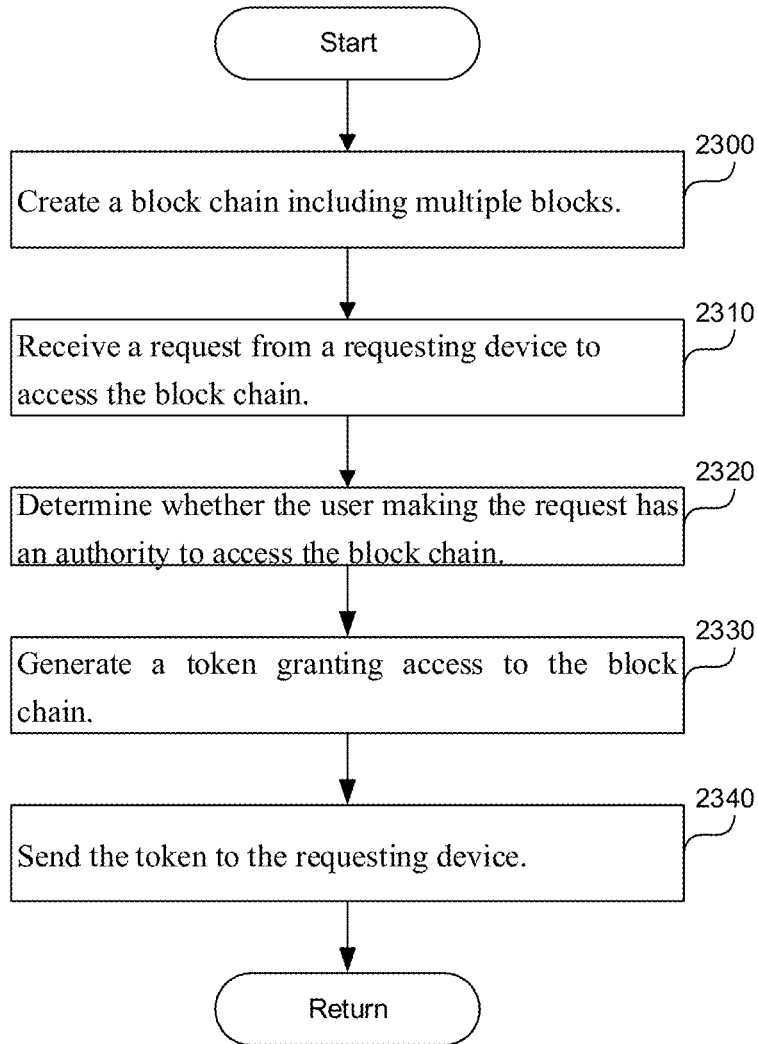 Start
2300
Create a block chain including multiple blocks.
2310
Receive a request from a requesting device to
access the block chain.
2320
Determine whether the user making the request has
an authority to access the block chain.
2330
Generate a token granting access to the block
chain.
2340
Send the token to the requesting device.
Return